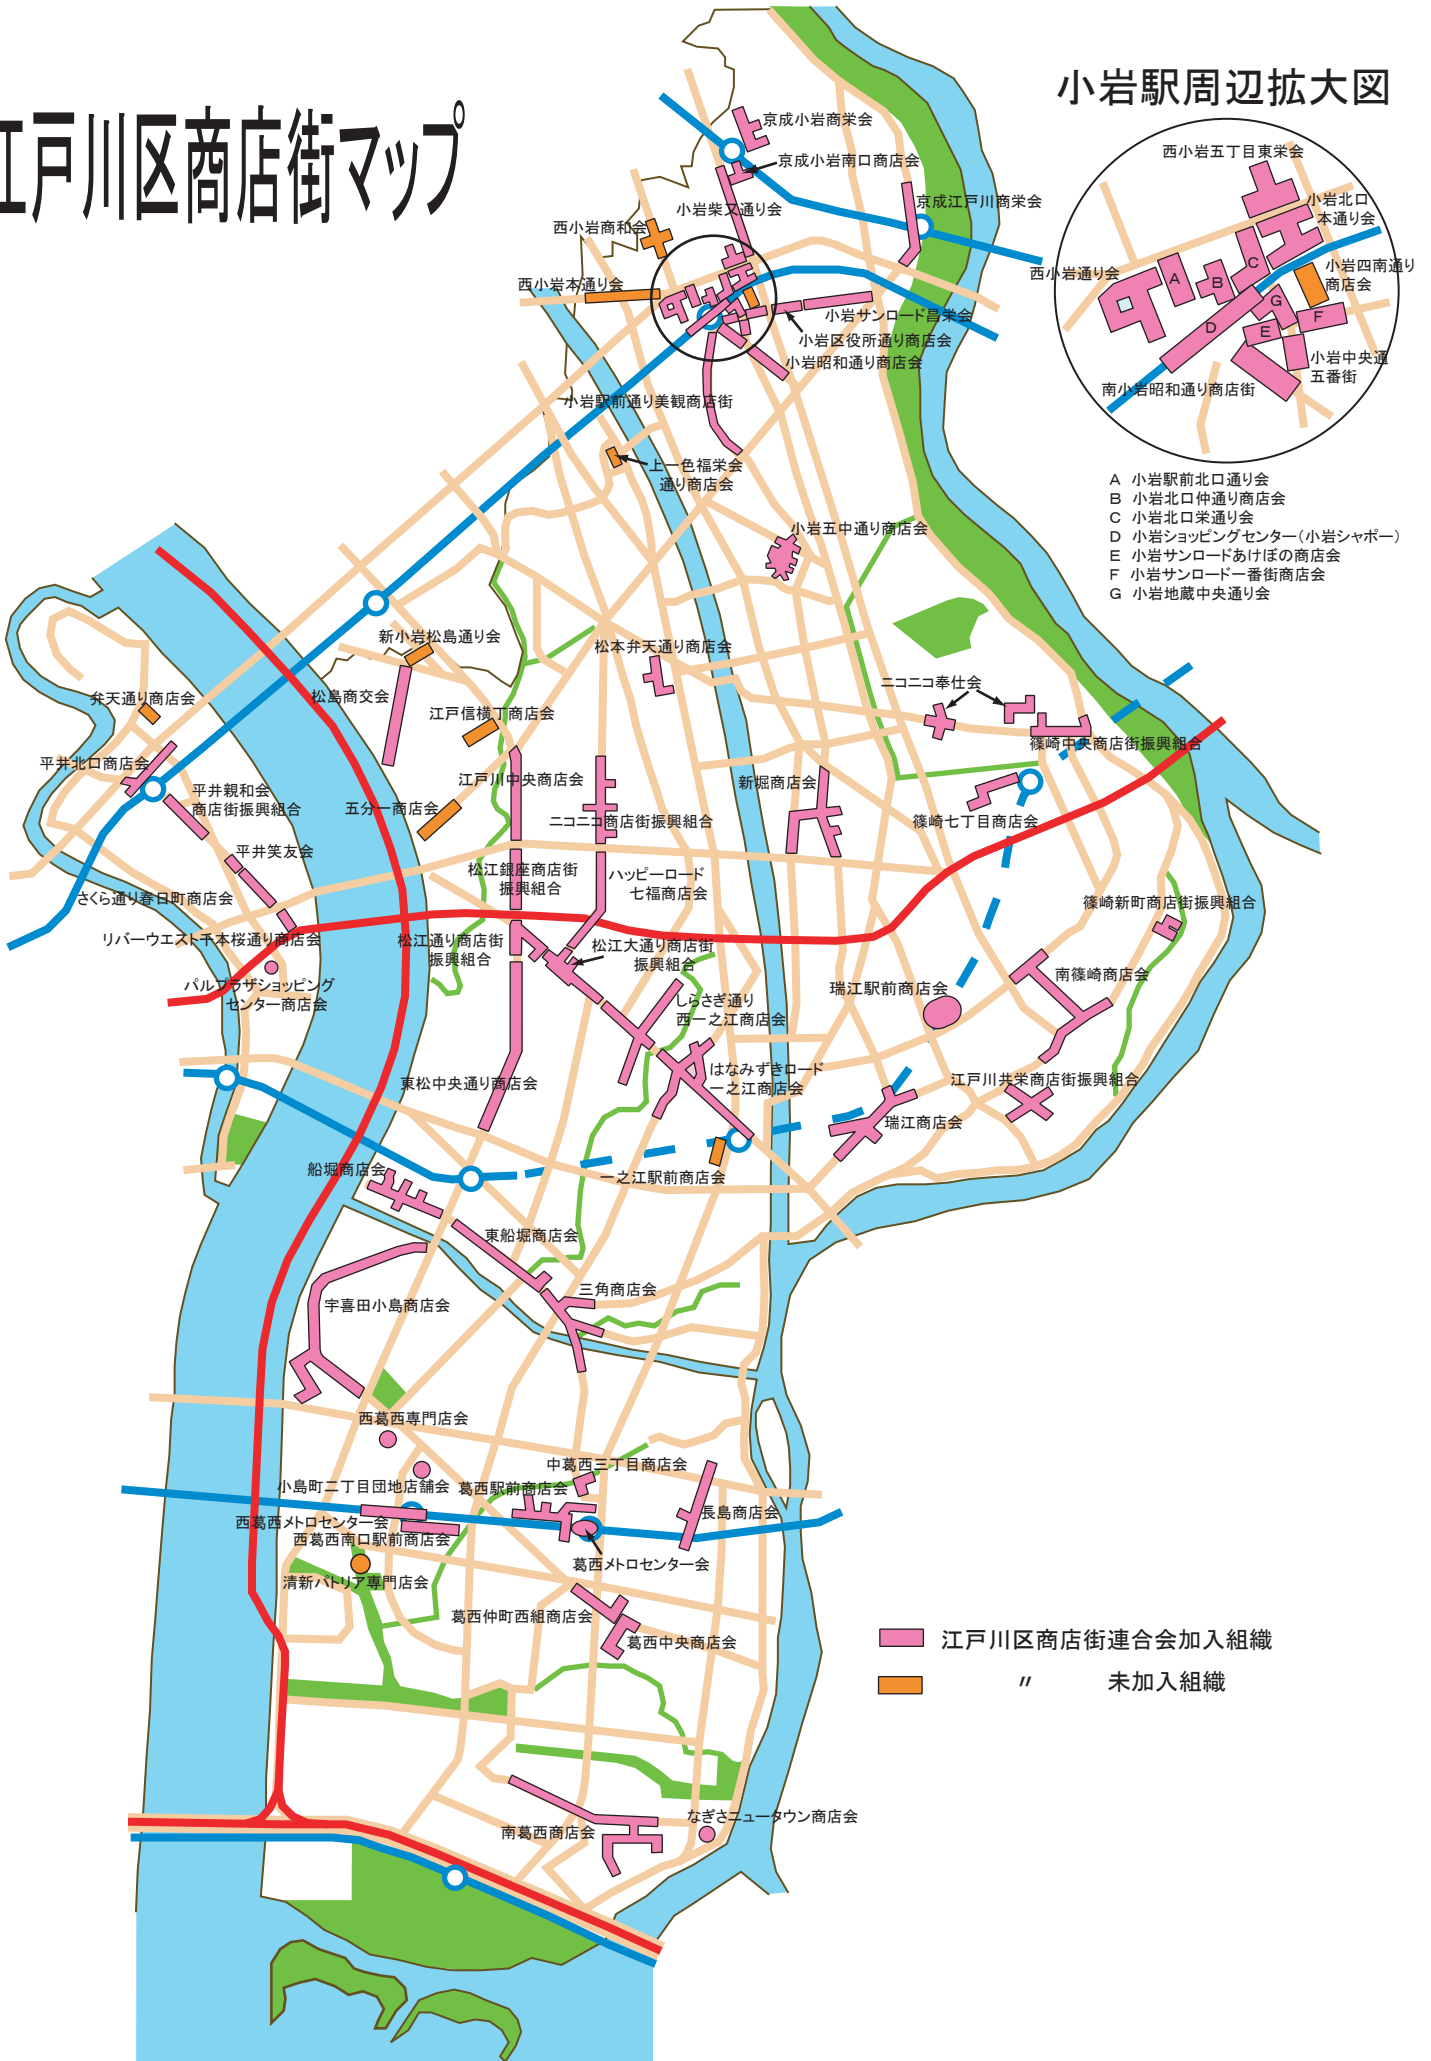 江戸川区商店街マップ
小岩駅周辺拡大図
西小岩五丁目東栄会
小岩北口
本通り会
西小岩通り会
小岩四南通り
商店会
A
B
C
D
E
F
G
小岩中央通
五番街
南小岩昭和通り商店街
A 小岩駅前北口通り会
B 小岩北口仲通り商店会
C 小岩北口栄通り会
D 小岩ショッピングセンター(小岩シャポー)
E 小岩サンロードあけぼの商店会
F 小岩サンロード一番街商店会
G 小岩地蔵中央通り会
京成小岩商栄会
京成小岩南口商店会
小岩柴又通り会
京成江戸川商栄会
西小岩商和会
西小岩本通り会
小岩サンロード昌栄会
小岩区役所通り商店会
小岩昭和通り商店会
小岩駅前通り美観商店街
上一色福栄会
通り商店会
小岩五中通り商店会
新小岩松島通り会
松本弁天通り商店会
ニコニコ奉仕会
弁天通り商店会
松島商交会
江戸信横丁商店会
篠崎中央商店街振興組合
平井北口商店会
平井親和会
商店街振興組合
江戸川中央商店会
新堀商店会
五分一商店会
ニコニコ商店街振興組合
篠崎七丁目商店会
平井笑友会
松江銀座商店街
振興組合
ハッピーロード
七福商店会
さくら通り春日町商店会
篠崎新町商店街振興組合
リバーウエスト千本桜通り商店会
松江通り商店街
振興組合
松江大通り商店街
振興組合
南篠崎商店会
パルプラザショッピング
センター商店会
瑞江駅前商店会
しらさぎ通り
西一之江商店会
東松中央通り商店会
はなみずきロード
一之江商店会
江戸川共栄商店街振興組合
瑞江商店会
船堀商店会
一之江駅前商店会
東船堀商店会
三角商店会
宇喜田小島商店会
西葛西専門店会
中葛西三丁目商店会
小島町二丁目団地店舗会
葛西駅前商店会
長島商店会
西葛西メトロセンター会
西葛西南口駅前商店会
葛西メトロセンター会
清新パトリア専門店会
葛西仲町西組商店会
葛西中央商店会
江戸川区商店街連合会加入組織
〃 未加入組織
なぎさニュータウン商店会
南葛西商店会